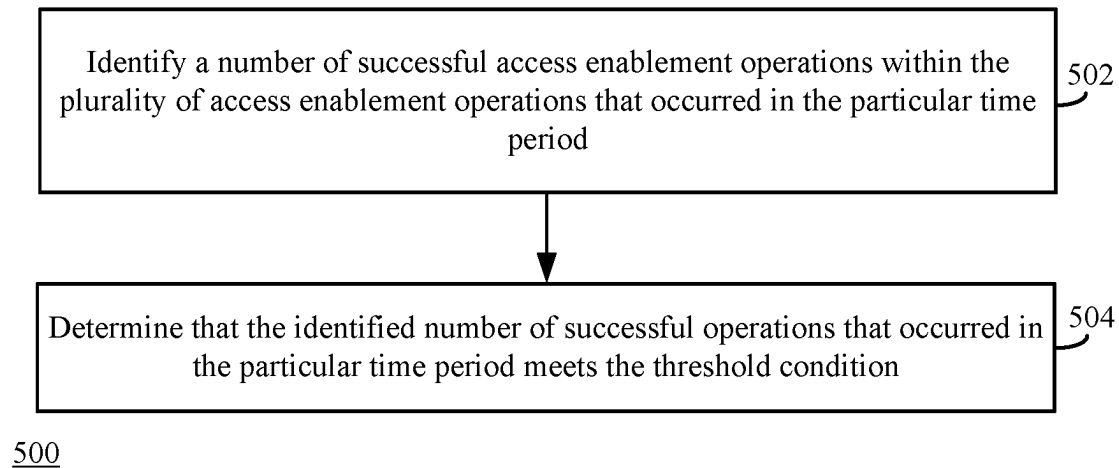 Identify a number of successful access enablement operations within the
plurality of access enablement operations that occurred in the particular time
period
502
Determine that the identified number of successful operations that occurred in
the particular time period meets the threshold condition
504
500